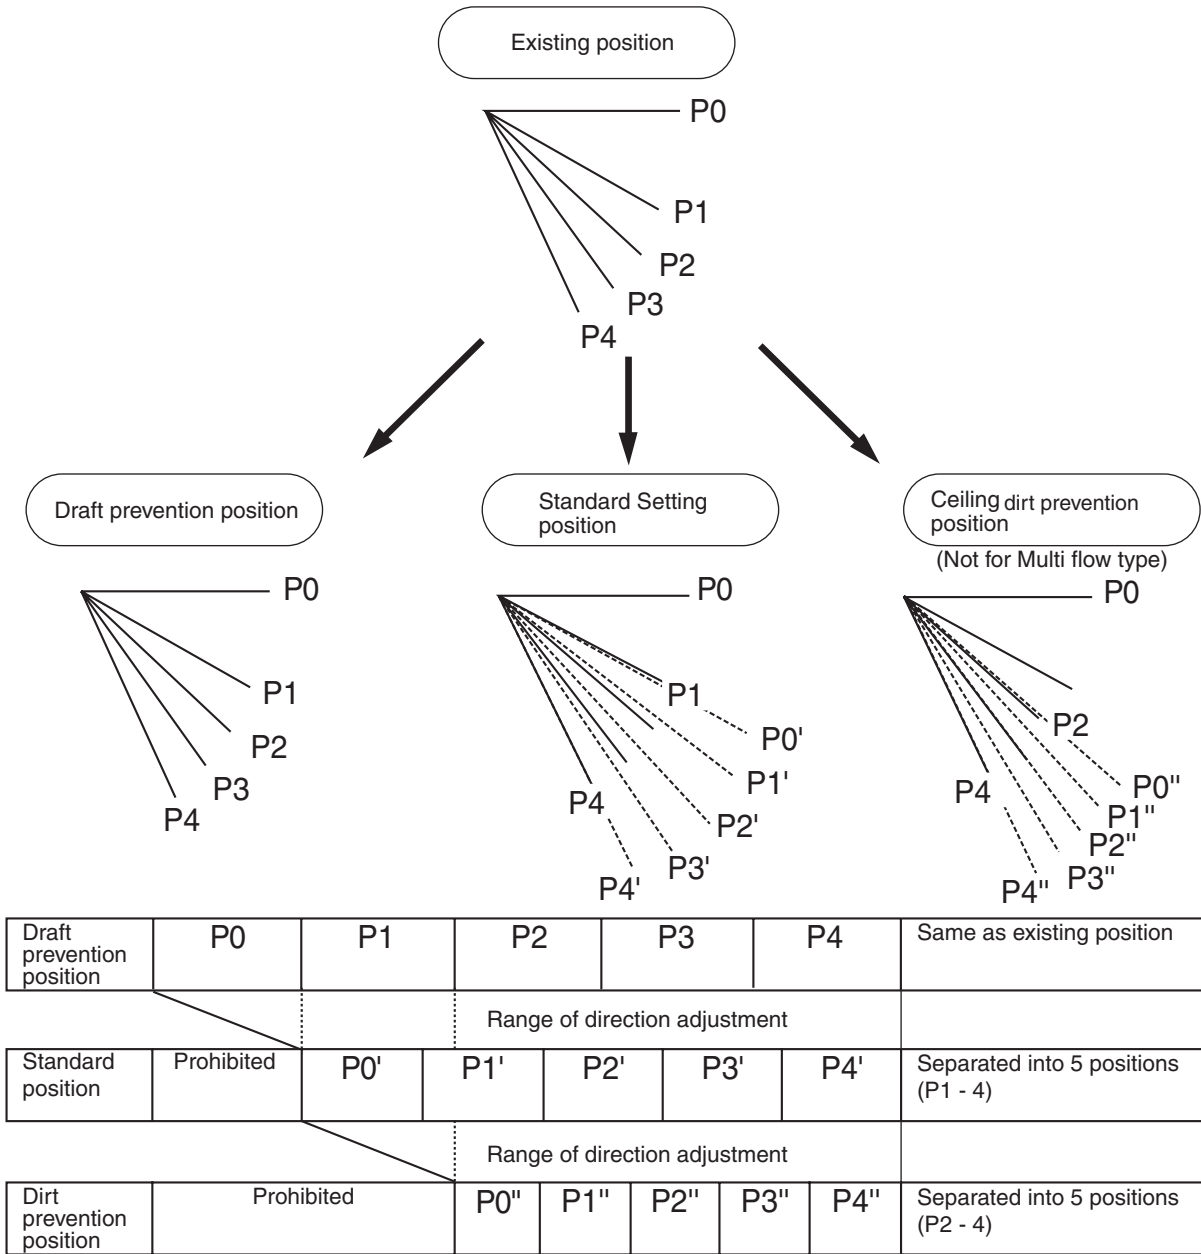 Existing position
P0
P1
P2
P3
P4
Draft prevention position
P0
P1
P2
P3
P4
Standard Setting
position
P0
P1
P0'
P1'
P2'
P3'
P4
P4'
Ceiling dirt prevention
position
(Not for Multi flow type)
P0
P2
P0"
P1"
P2"
P3"
P4
P4"
Draft
prevention
position
P0
P1
P2
P3
P4
Same as existing position
Range of direction adjustment
Standard
position
Prohibited
P0'
P1'
P2'
P3'
P4'
Separated into 5 positions
(P1 - 4)
Range of direction adjustment
Dirt
prevention
position
Prohibited
P0"
P1"
P2"
P3"
P4"
Separated into 5 positions
(P2 - 4)